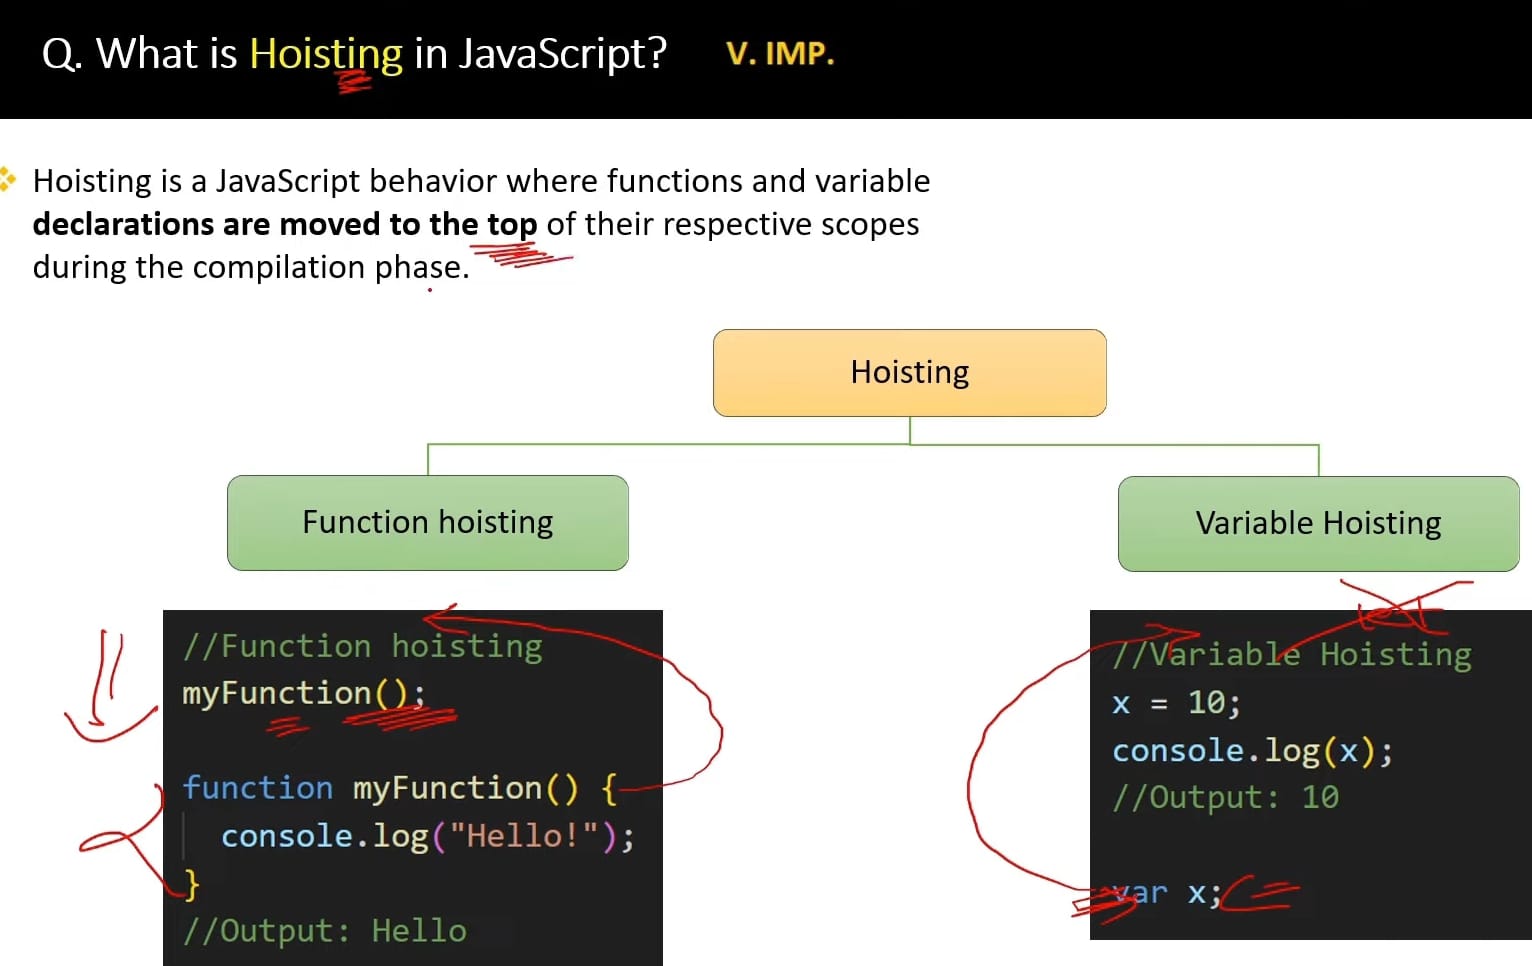 Q. What is Hoisting in JavaScript? V. IMP.
Hoisting is a JavaScript behavior where functions and variable
declarations are moved to the top of their respective scopes
during the compilation phase.
Hoisting
Function hoisting
Variable Hoisting
//Function hoisting
myFunction();
function myFunction() {
console.log("Hello!");
}
//Output: Hello
//Variable Hoisting
x = 10;
console.log(x);
//Output: 10
var x;